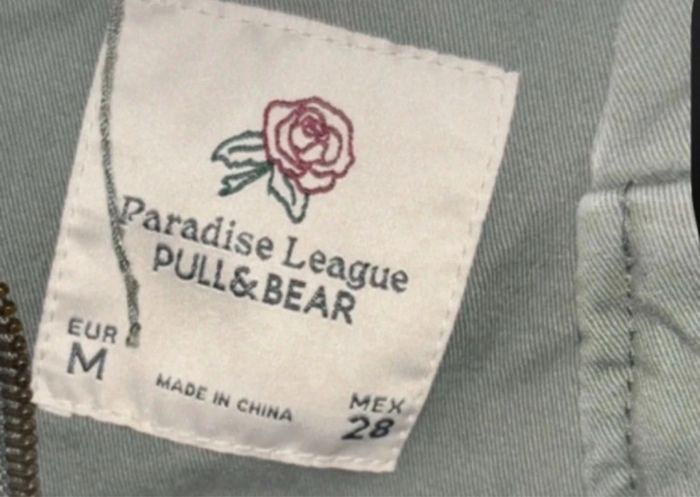 Paradise League
PULL&BEAR
EUR
M
MADE IN CHINA
MEX
28